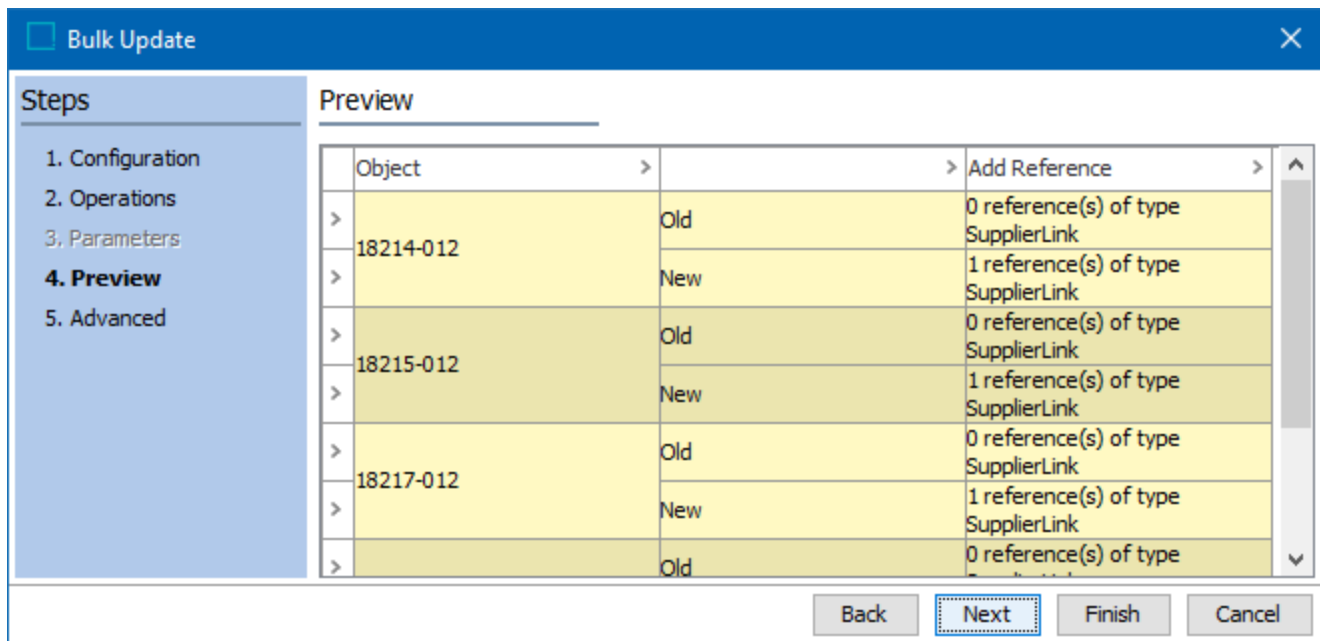 Bulk Update
Steps
1. Configuration
2. Operations
3. Parameters
4. Preview
5. Advanced
Preview
Object > > Add Reference >
> 18214-012 Old 0 reference(s) of type
SupplierLink
> New 1 reference(s) of type
SupplierLink
> 18215-012 Old 0 reference(s) of type
SupplierLink
> New 1 reference(s) of type
SupplierLink
> 18217-012 Old 0 reference(s) of type
SupplierLink
> New 1 reference(s) of type
SupplierLink
> Old 0 reference(s) of type
Back Next Finish Cancel